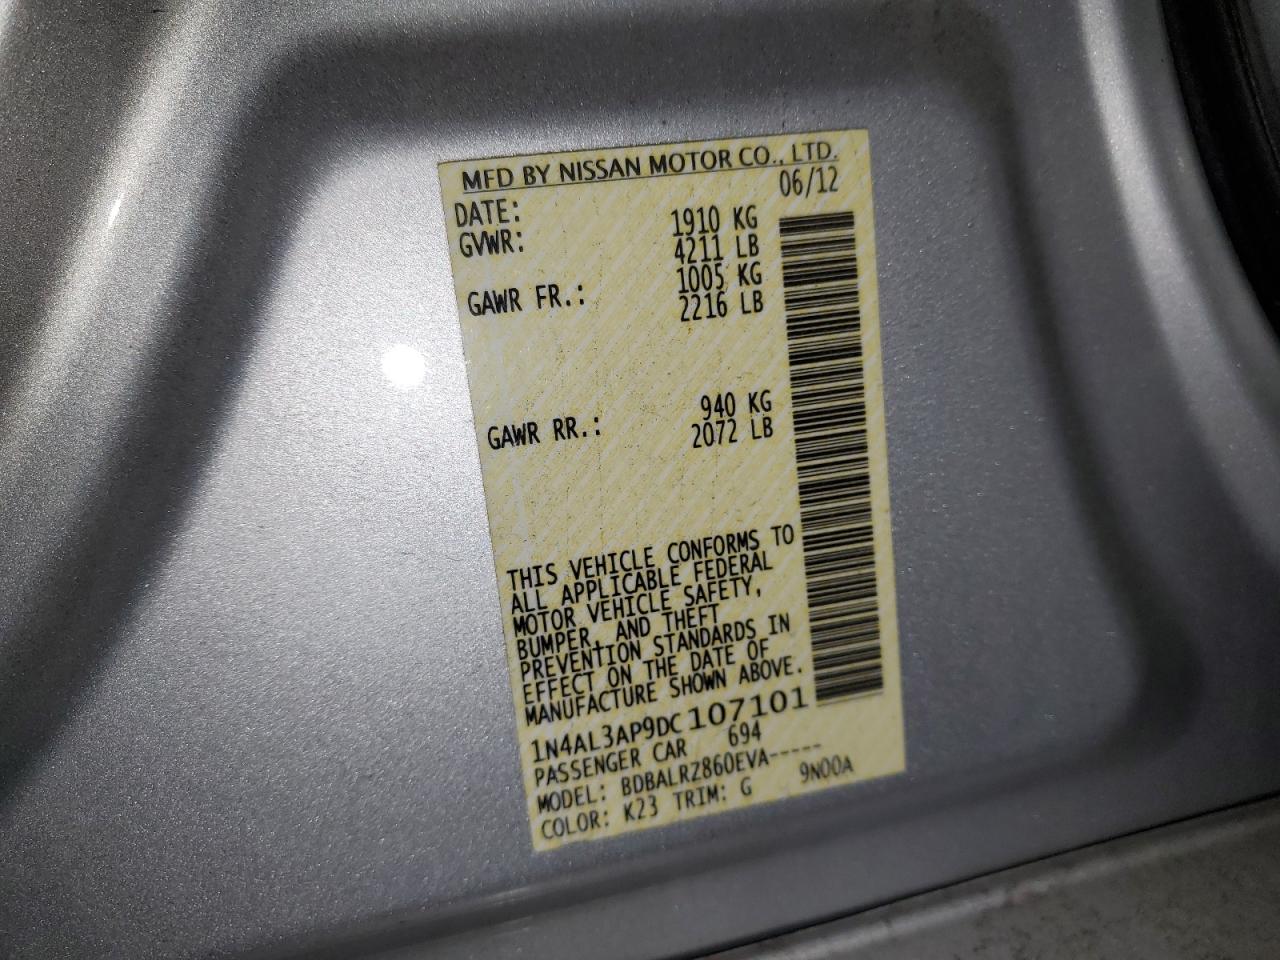 MFD BY NISSAN MOTOR CO., LTD.
DATE: 06/12
GVWR: 1910 KG
4211 LB
GAWR FR.: 1005 KG
2216 LB
GAWR RR.: 940 KG
2072 LB
THIS VEHICLE CONFORMS TO
ALL APPLICABLE FEDERAL
MOTOR VEHICLE SAFETY,
BUMPER, AND THEFT
PREVENTION STANDARDS IN
EFFECT ON THE DATE OF
MANUFACTURE SHOWN ABOVE.
1N4AL3AP9DC107101
PASSENGER CAR 694
MODEL: BDBALRZ860EVA-----
COLOR: K23 TRIM: G 9N00A